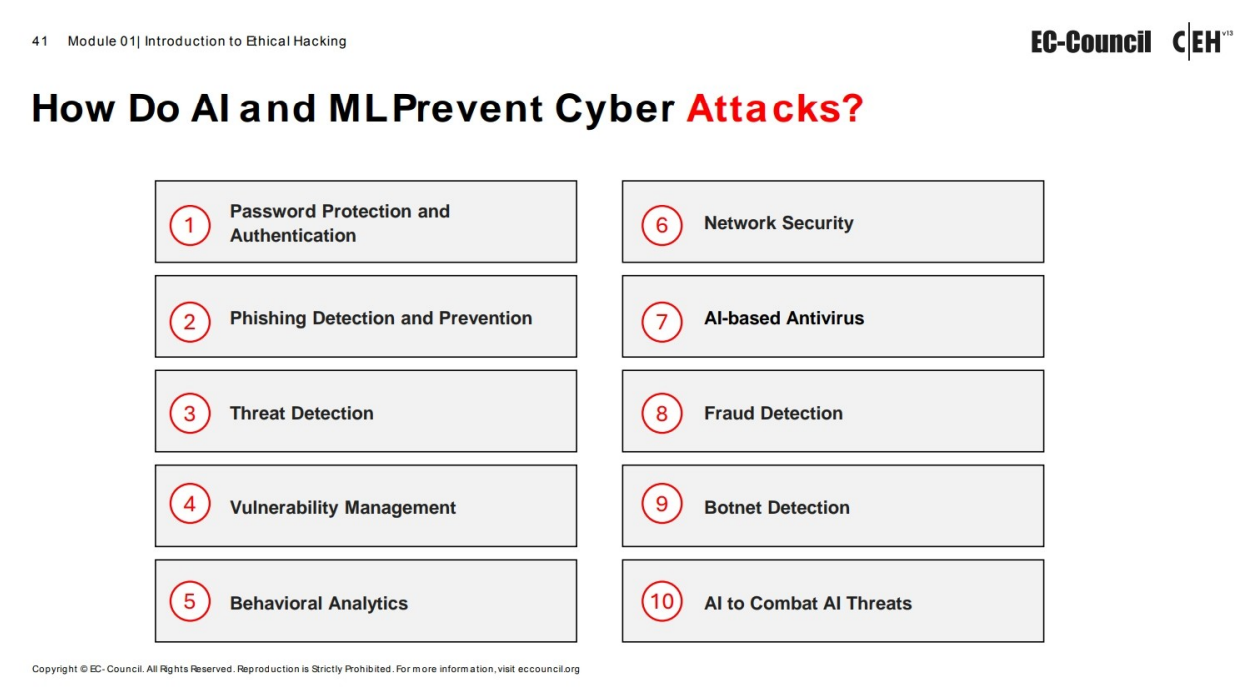 41 Module 01| Introduction to Ethical Hacking
EC-Council C|EH v13
How Do AI and ML Prevent Cyber Attacks?
1
Password Protection and
Authentication
2
Phishing Detection and Prevention
3
Threat Detection
4
Vulnerability Management
5
Behavioral Analytics
6
Network Security
7
AI-based Antivirus
8
Fraud Detection
9
Botnet Detection
10
AI to Combat AI Threats
Copyright © EC- Council. All Rights Reserved. Reproduction is Strictly Prohibited. For more information, visit eccouncil.org